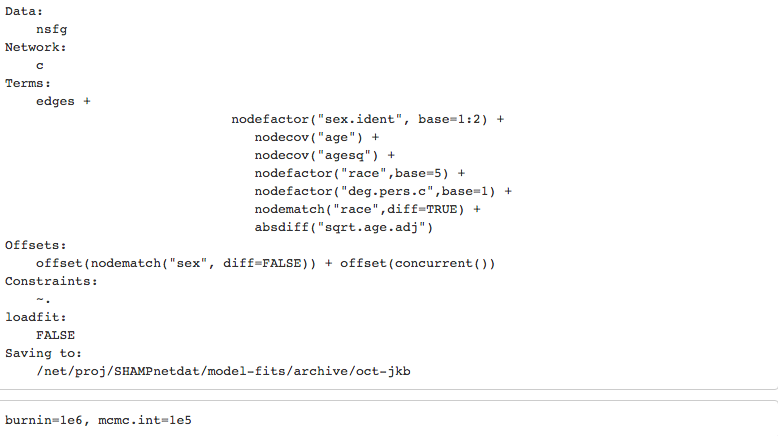 Data:
nsfg
Network:
c
Terms:
edges +
nodefactor("sex.ident", base=1:2) +
nodecov("age") +
nodecov("agesq") +
nodefactor("race",base=5) +
nodefactor("deg.pers.c",base=1) +
nodematch("race",diff=TRUE) +
absdiff("sqrt.age.adj")
Offsets:
offset(nodematch("sex", diff=FALSE)) + offset(concurrent())
Constraints:
~.
loadfit:
FALSE
Saving to:
/net/proj/SHAMPnetdat/model-fits/archive/oct-jkb
burnin=1e6, mcmc.int=1e5